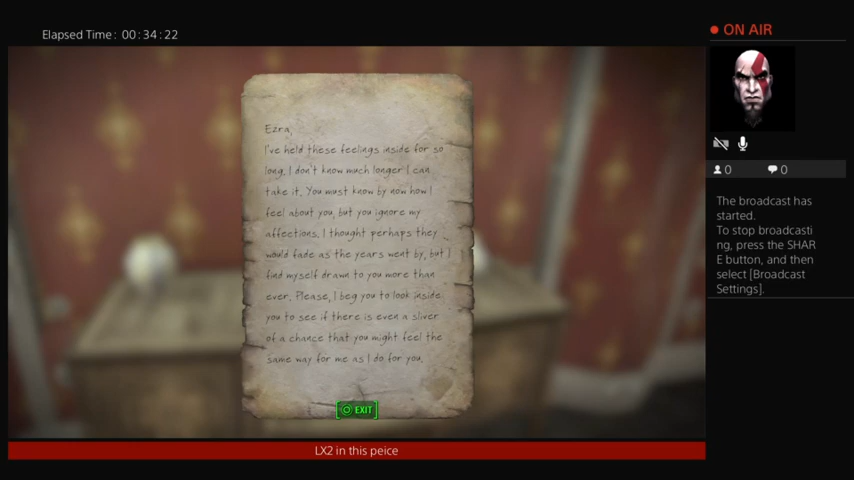 Elapsed Time: 00:34:22
ON AIR
Ezra,
I've held these feelings inside for so
long. I don't know much longer I can
take it. You must know by now how I
feel about you, but you ignore my
affections. I thought perhaps they
would fade as the years went by, but I
find myself drawn to you more than
ever. Please, I beg you to look inside
you to see if there is even a sliver
of a chance that you might feel the
same way for me as I do for you.
EXIT
LX2 in this peice
0
0
The broadcast has
started.
To stop broadcasti
ng, press the SHAR
E button, and then
select [Broadcast
Settings].